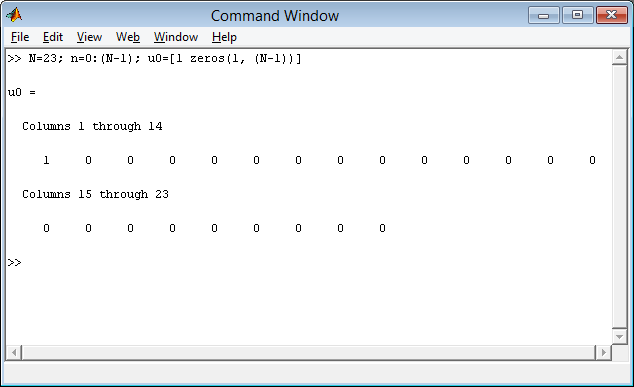 Command Window
File Edit View Web Window Help
>> N=23; n=0:(N-1); u0=[1 zeros(1, (N-1))]
u0 =
Columns 1 through 14
1 0 0 0 0 0 0 0 0 0 0 0 0 0
Columns 15 through 23
0 0 0 0 0 0 0 0 0
>>